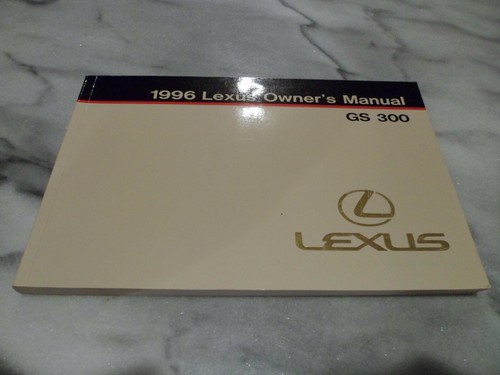 1996 Lexus Owner's Manual
GS 300
LEXUS